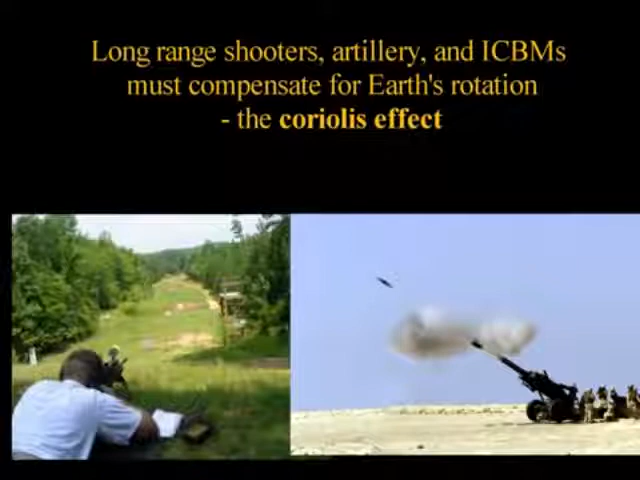 Long range shooters, artillery, and ICBMs
must compensate for Earth's rotation
- the coriolis effect